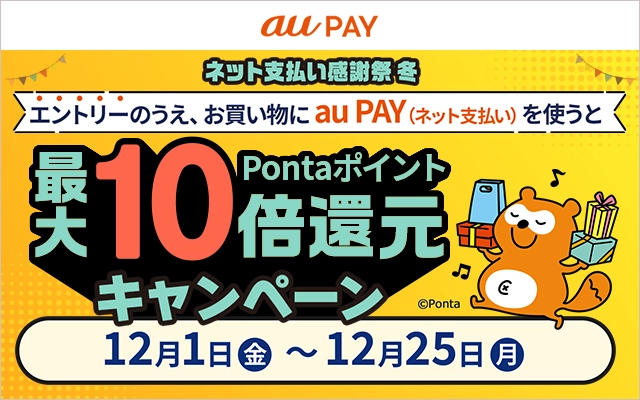 au PAY
ネット支払い感謝祭 冬
エントリーのうえ、お買い物に au PAY (ネット支払い) を使うと
最大10倍還元
Pontaポイント
キャンペーン
©Ponta
12月1日金 ～ 12月25日月